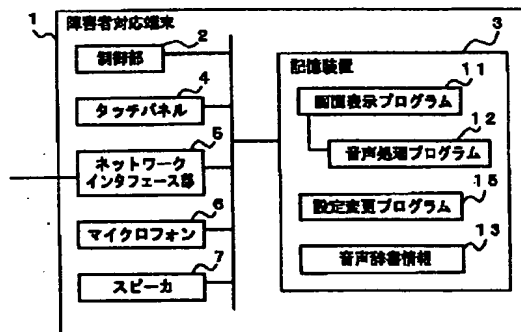 1
障害者対応端末
2
制御部
4
タッチパネル
5
ネットワーク
インタフェース部
6
マイクロフォン
7
スピーカ
3
記憶装置
11
画面表示プログラム
12
音声処理プログラム
15
設定変更プログラム
13
音声辞書情報